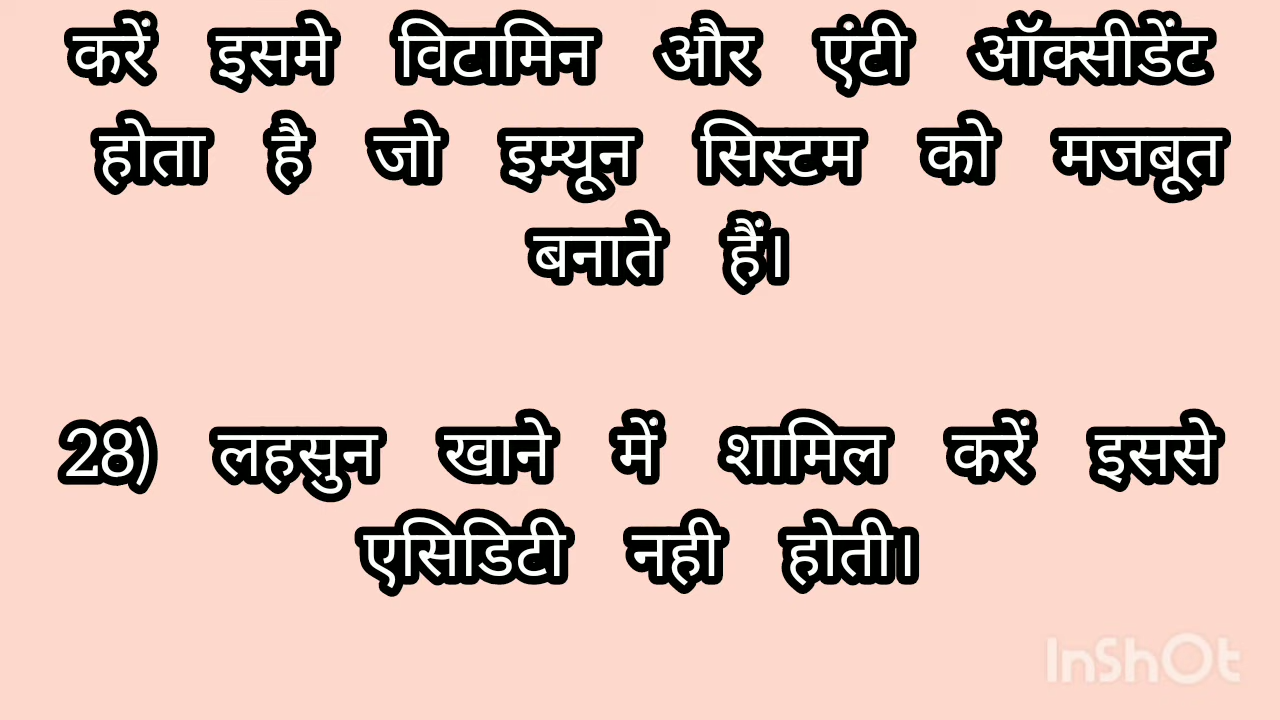 करें इसमे विटामिन और एंटी ऑक्सीडेंट
होता है जो इम्यून सिस्टम को मजबूत
बनाते हैं।
28) लहसुन खाने में शामिल करें इससे
एसिडिटी नही होती।
InShOt